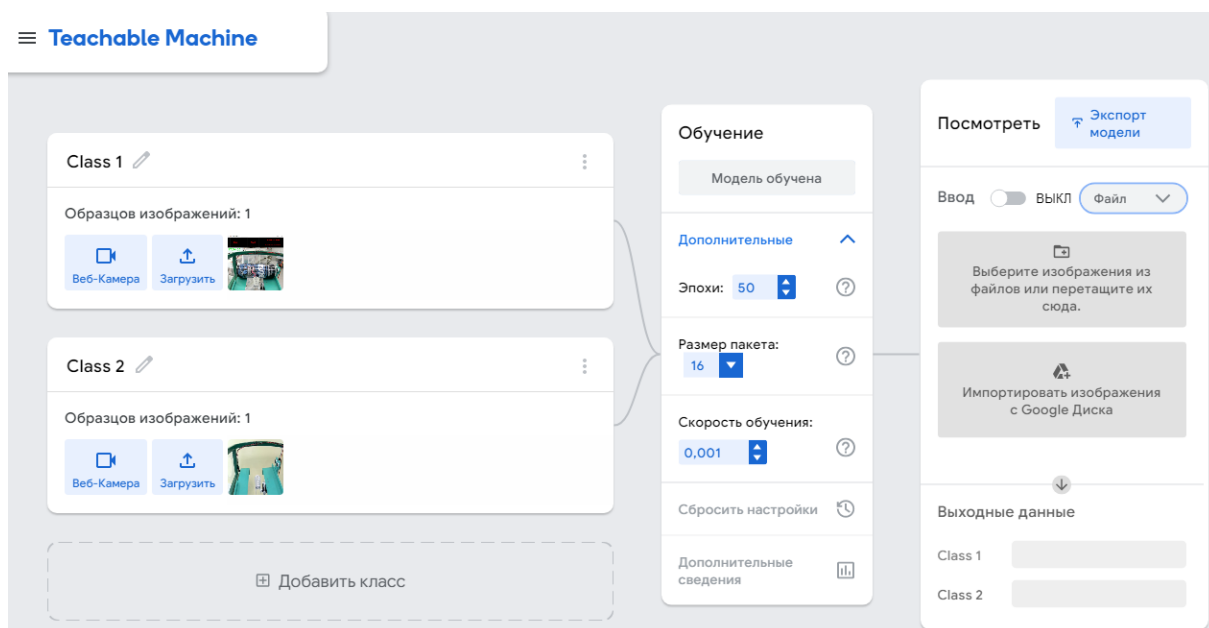 Teachable Machine
Class 1
Образцов изображений: 1
Веб-Камера
Загрузить
Class 2
Образцов изображений: 1
Веб-Камера
Загрузить
Добавить класс
Обучение
Модель обучена
Дополнительные
Эпохи: 50
Размер пакета:
16
Скорость обучения:
0,001
Сбросить настройки
Дополнительные
сведения
Посмотреть
Экспорт
модели
Ввод ВЫКЛ Файл
Выберите изображения из
файлов или перетащите их
сюда.
Импортировать изображения
с Google Диска
Выходные данные
Class 1
Class 2